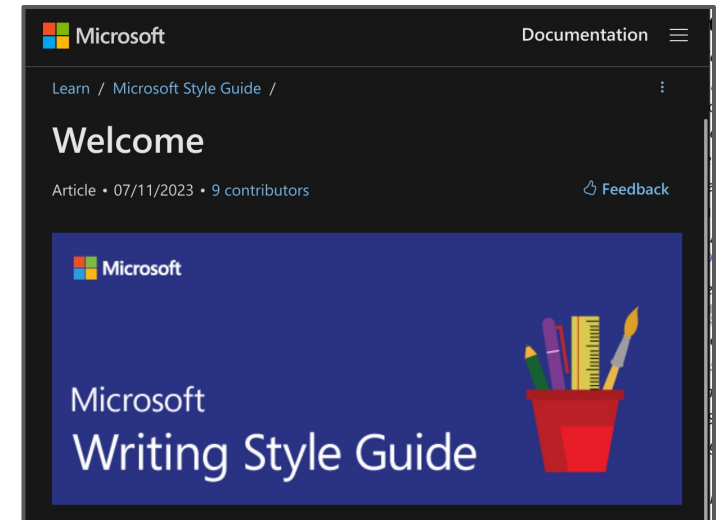 Microsoft Documentation
Learn / Microsoft Style Guide /
Welcome
Article • 07/11/2023 • 9 contributors Feedback
Microsoft
Microsoft
Writing Style Guide